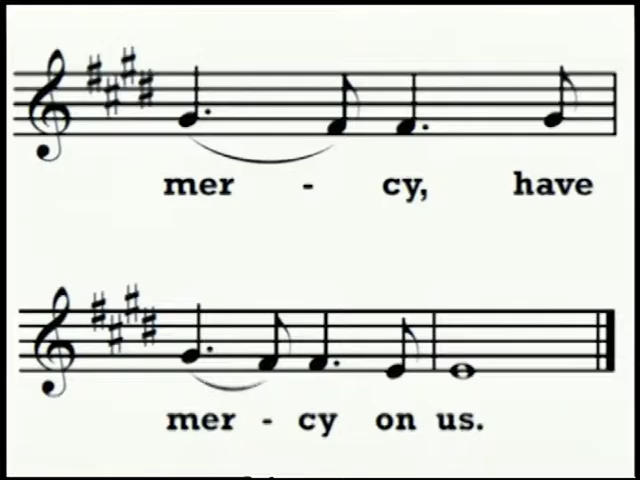 mer - cy, have
mer - cy on us.